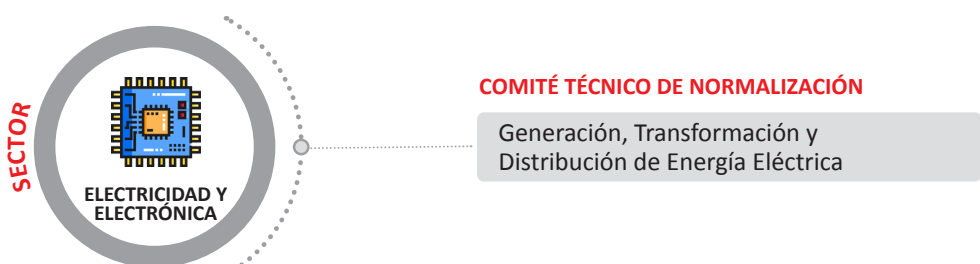 SECTOR
ELECTRICIDAD Y
ELECTRÓNICA
COMITÉ TÉCNICO DE NORMALIZACIÓN
Generación, Transformación y
Distribución de Energía Eléctrica